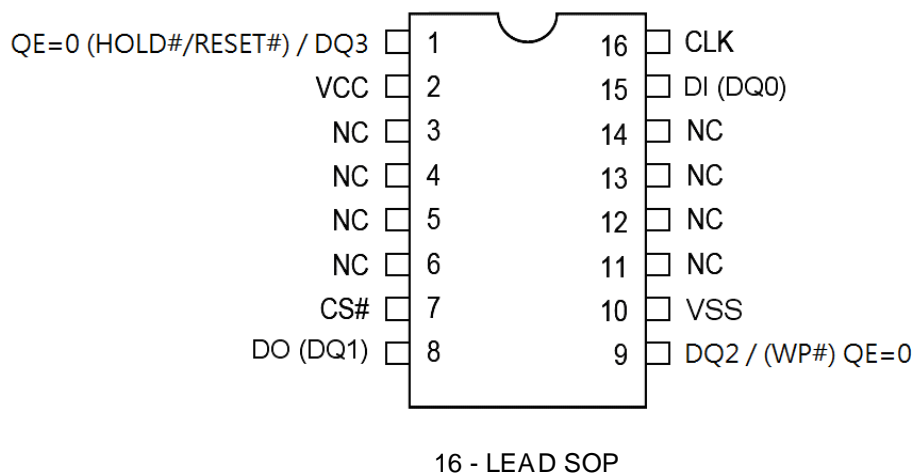 QE=0 (HOLD#/RESET#) / DQ3 1 16 CLK
VCC 2 15 DI (DQ0)
NC 3 14 NC
NC 4 13 NC
NC 5 12 NC
NC 6 11 NC
CS# 7 10 VSS
DO (DQ1) 8 9 DQ2 / (WP#) QE=0
16 - LEAD SOP